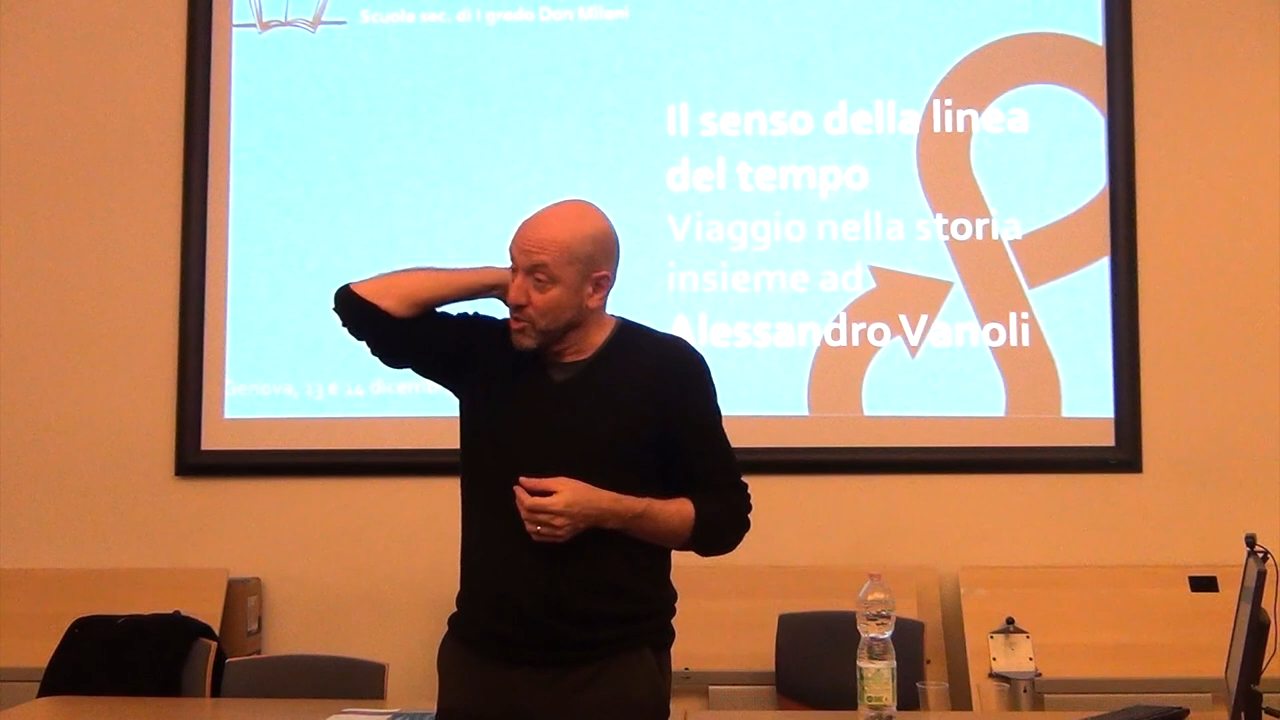 Scuola sec. di I grado Don Milani
Il senso della linea
del tempo
Viaggio nella storia
insieme ad
Alessandro Vanoli
Genova, 13 e 14 dicem